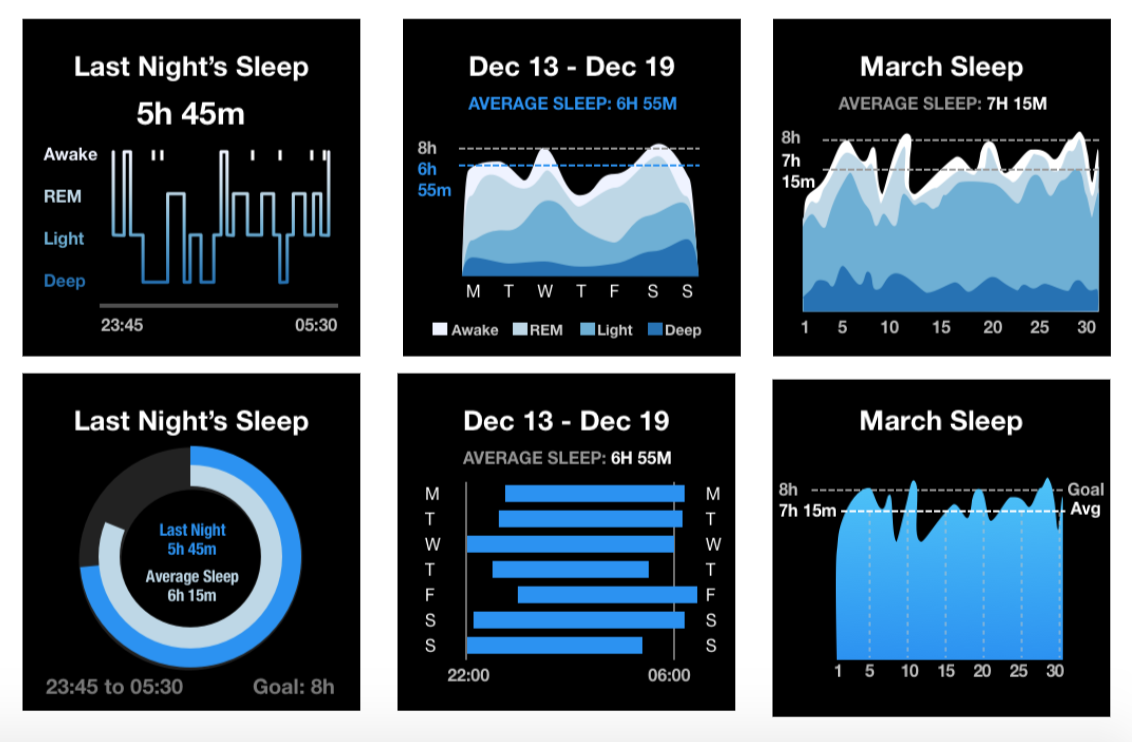 Last Night's Sleep
5h 45m
Awake
REM
Light
Deep
23:45 05:30
Dec 13 - Dec 19
AVERAGE SLEEP: 6H 55M
8h
6h
55m
M T W T F S S
Awake REM Light Deep
March Sleep
AVERAGE SLEEP: 7H 15M
8h
7h
15m
1 5 10 15 20 25 30
Last Night's Sleep
Last Night
5h 45m
Average Sleep
6h 15m
23:45 to 05:30 Goal: 8h
Dec 13 - Dec 19
AVERAGE SLEEP: 6H 55M
M M
T T
W W
T T
F F
S S
S S
22:00 06:00
March Sleep
8h Goal
7h 15m Avg
1 5 10 15 20 25 30